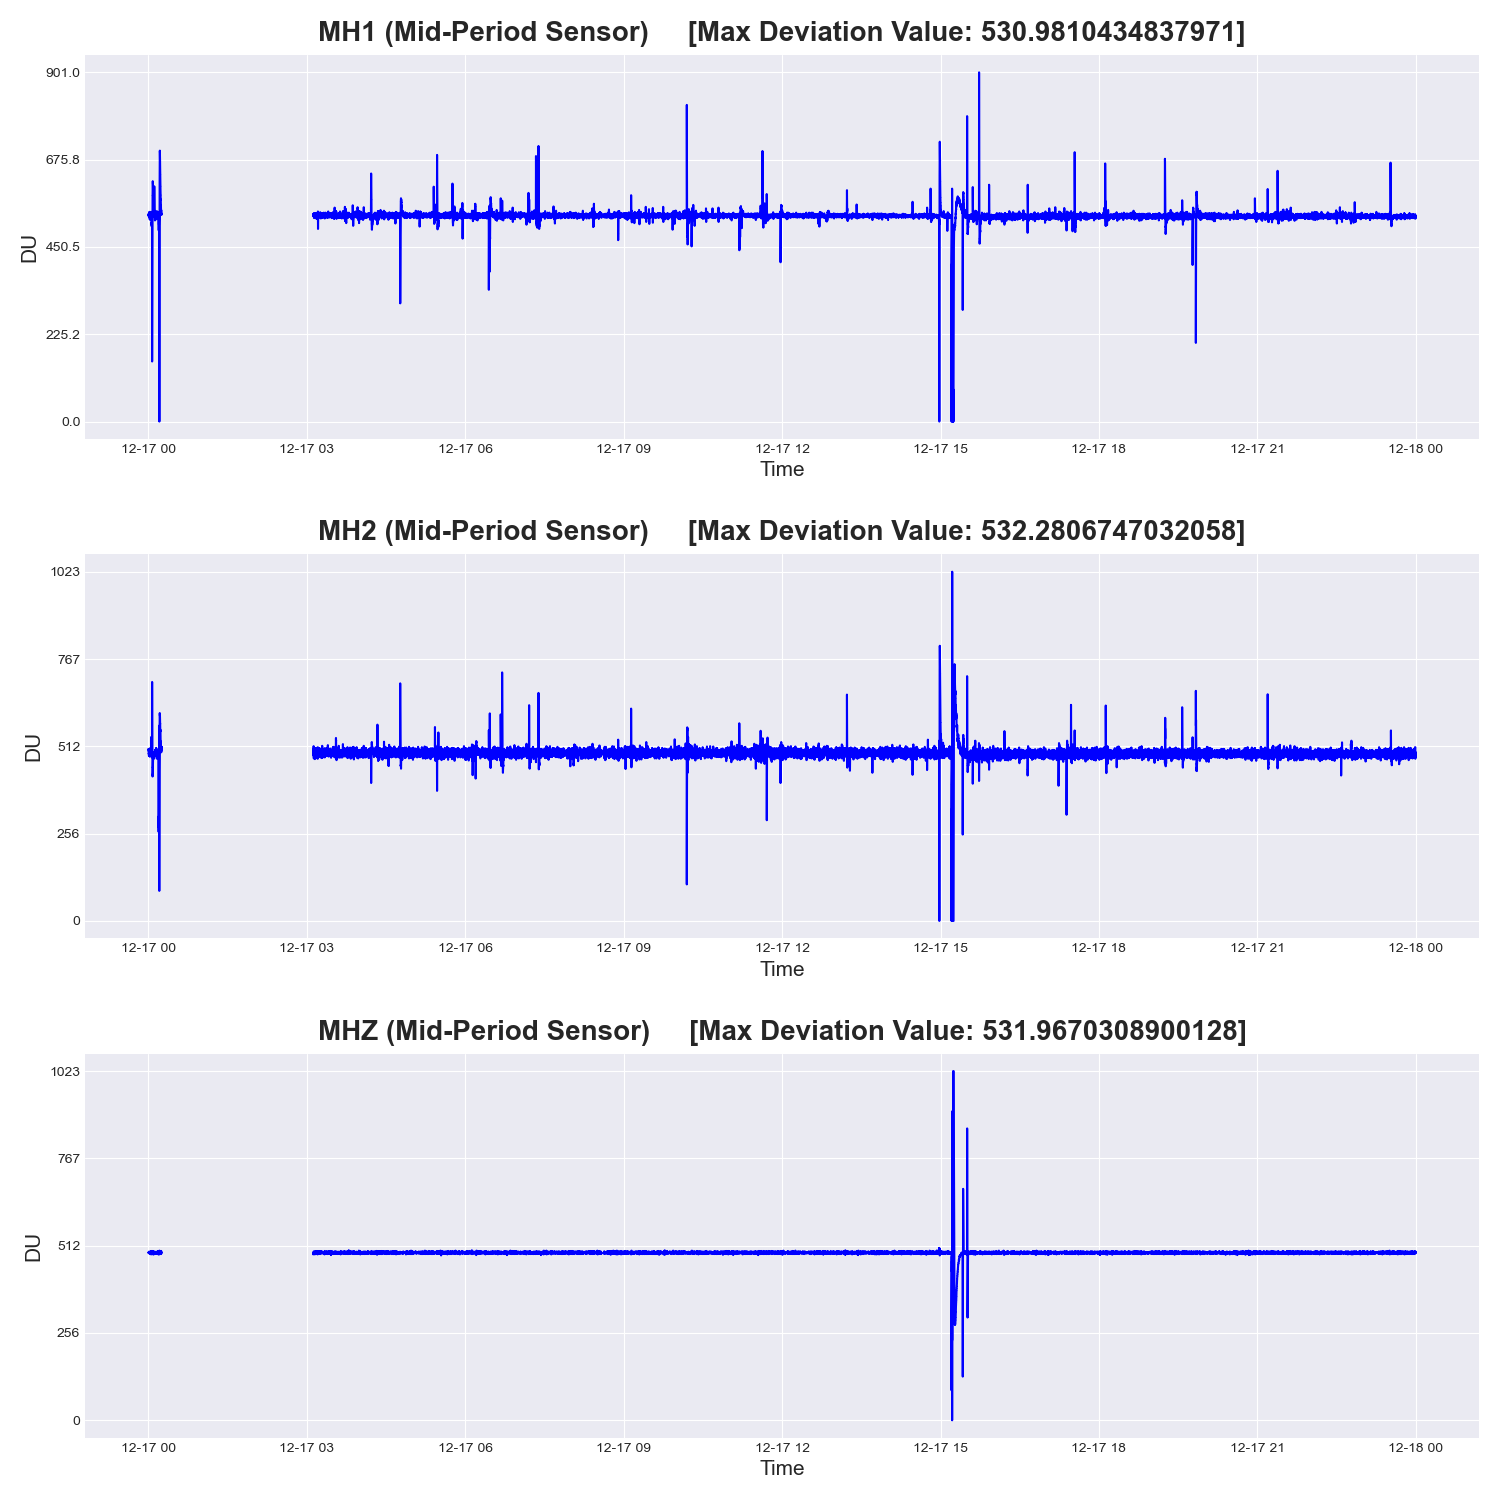 MH1 (Mid-Period Sensor) [Max Deviation Value: 530.9810434837971]
901.0
675.8
450.5
225.2
0.0
DU
12-17 00 12-17 03 12-17 06 12-17 09 12-17 12 12-17 15 12-17 18 12-17 21 12-18 00
Time
MH2 (Mid-Period Sensor) [Max Deviation Value: 532.2806747032058]
1023
767
512
256
0
DU
12-17 00 12-17 03 12-17 06 12-17 09 12-17 12 12-17 15 12-17 18 12-17 21 12-18 00
Time
MHZ (Mid-Period Sensor) [Max Deviation Value: 531.9670308900128]
1023
767
512
256
0
DU
12-17 00 12-17 03 12-17 06 12-17 09 12-17 12 12-17 15 12-17 18 12-17 21 12-18 00
Time